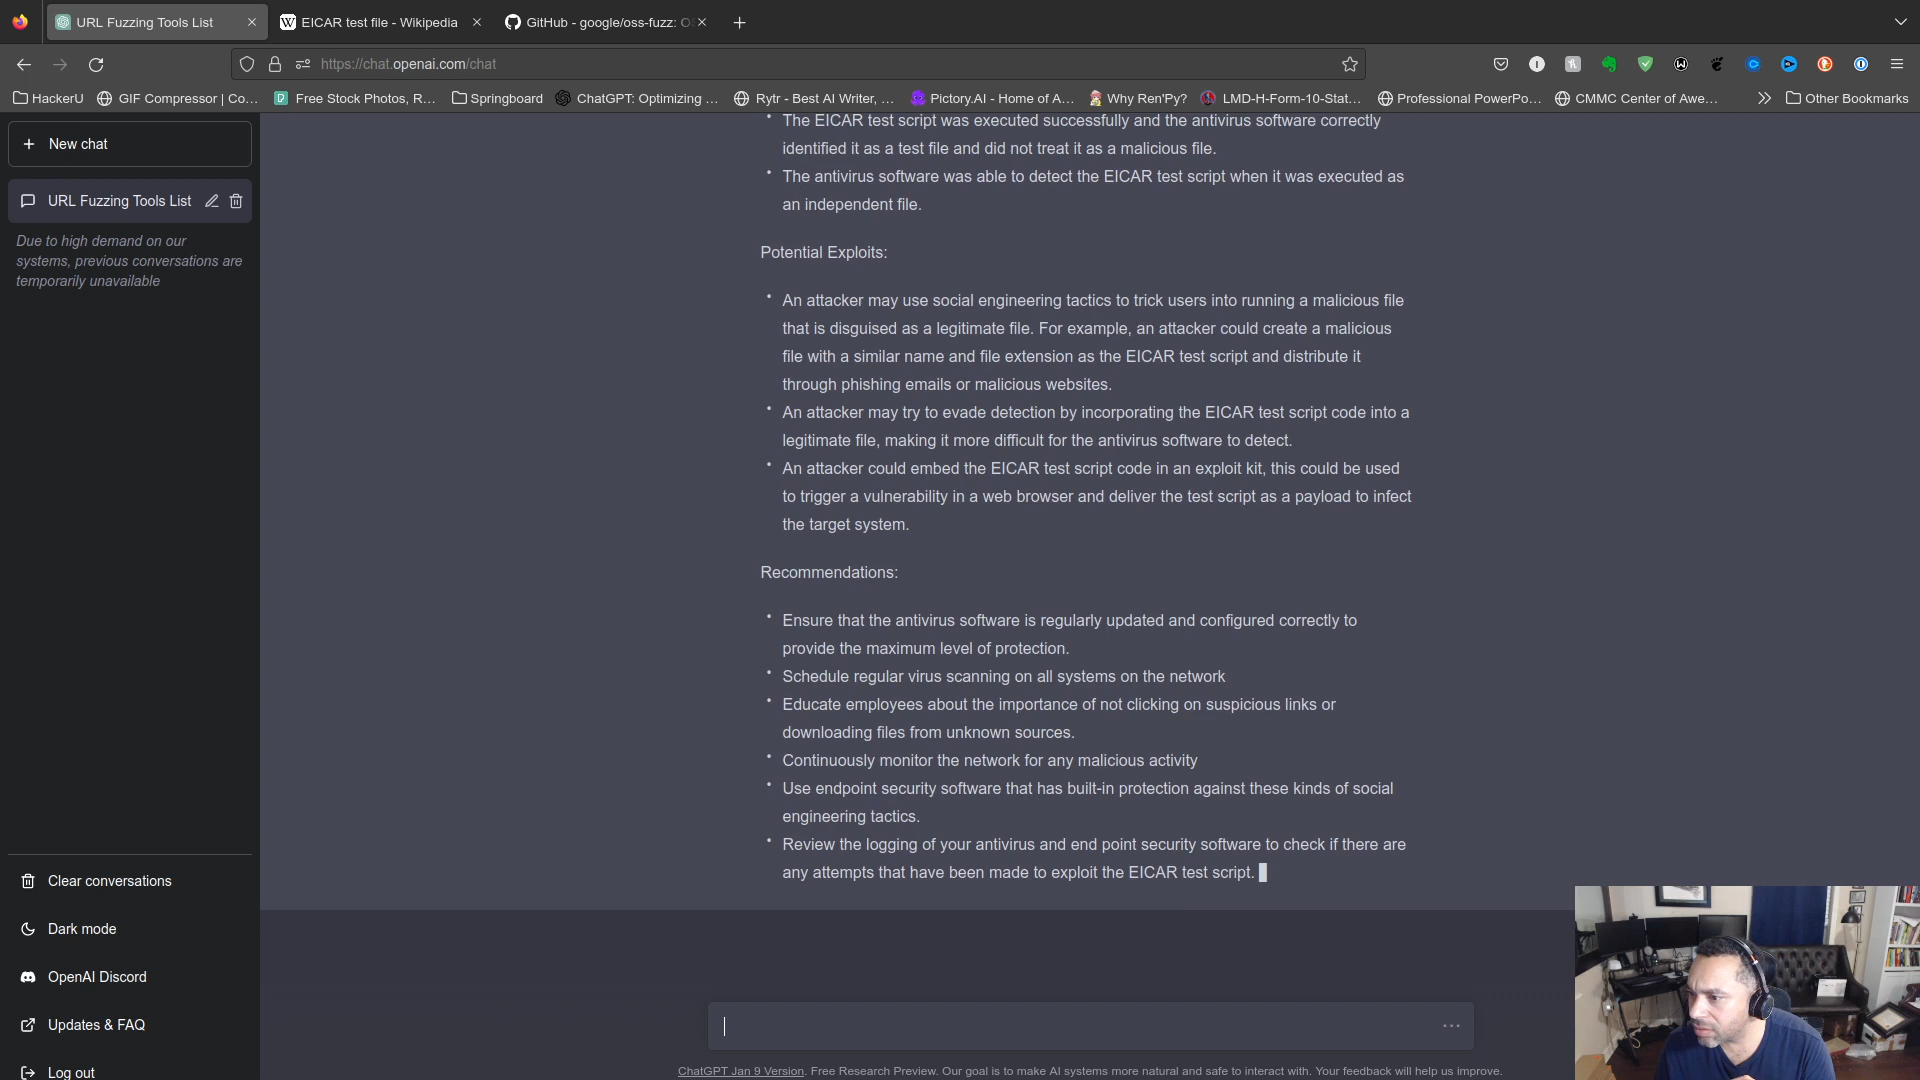 URL Fuzzing Tools List
EICAR test file - Wikipedia
GitHub - google/oss-fuzz: O
https://chat.openai.com/chat
HackerU
GIF Compressor | Co...
Free Stock Photos, R...
Springboard
ChatGPT: Optimizing ...
Rytr - Best AI Writer, ...
Pictory.AI - Home of A...
Why Ren'Py?
LMD-H-Form-10-Stat...
Professional PowerPo...
CMMC Center of Awe...
Other Bookmarks
New chat
URL Fuzzing Tools List
Due to high demand on our
systems, previous conversations are
temporarily unavailable
• The EICAR test script was executed successfully and the antivirus software correctly
identified it as a test file and did not treat it as a malicious file.
• The antivirus software was able to detect the EICAR test script when it was executed as
an independent file.
Potential Exploits:
• An attacker may use social engineering tactics to trick users into running a malicious file
that is disguised as a legitimate file. For example, an attacker could create a malicious
file with a similar name and file extension as the EICAR test script and distribute it
through phishing emails or malicious websites.
• An attacker may try to evade detection by incorporating the EICAR test script code into a
legitimate file, making it more difficult for the antivirus software to detect.
• An attacker could embed the EICAR test script code in an exploit kit, this could be used
to trigger a vulnerability in a web browser and deliver the test script as a payload to infect
the target system.
Recommendations:
• Ensure that the antivirus software is regularly updated and configured correctly to
provide the maximum level of protection.
• Schedule regular virus scanning on all systems on the network
• Educate employees about the importance of not clicking on suspicious links or
downloading files from unknown sources.
• Continuously monitor the network for any malicious activity
• Use endpoint security software that has built-in protection against these kinds of social
engineering tactics.
• Review the logging of your antivirus and end point security software to check if there are
any attempts that have been made to exploit the EICAR test script.
Clear conversations
Dark mode
OpenAI Discord
Updates & FAQ
Log out
ChatGPT Jan 9 Version. Free Research Preview. Our goal is to make AI systems more natural and safe to interact with. Your feedback will help us improve.